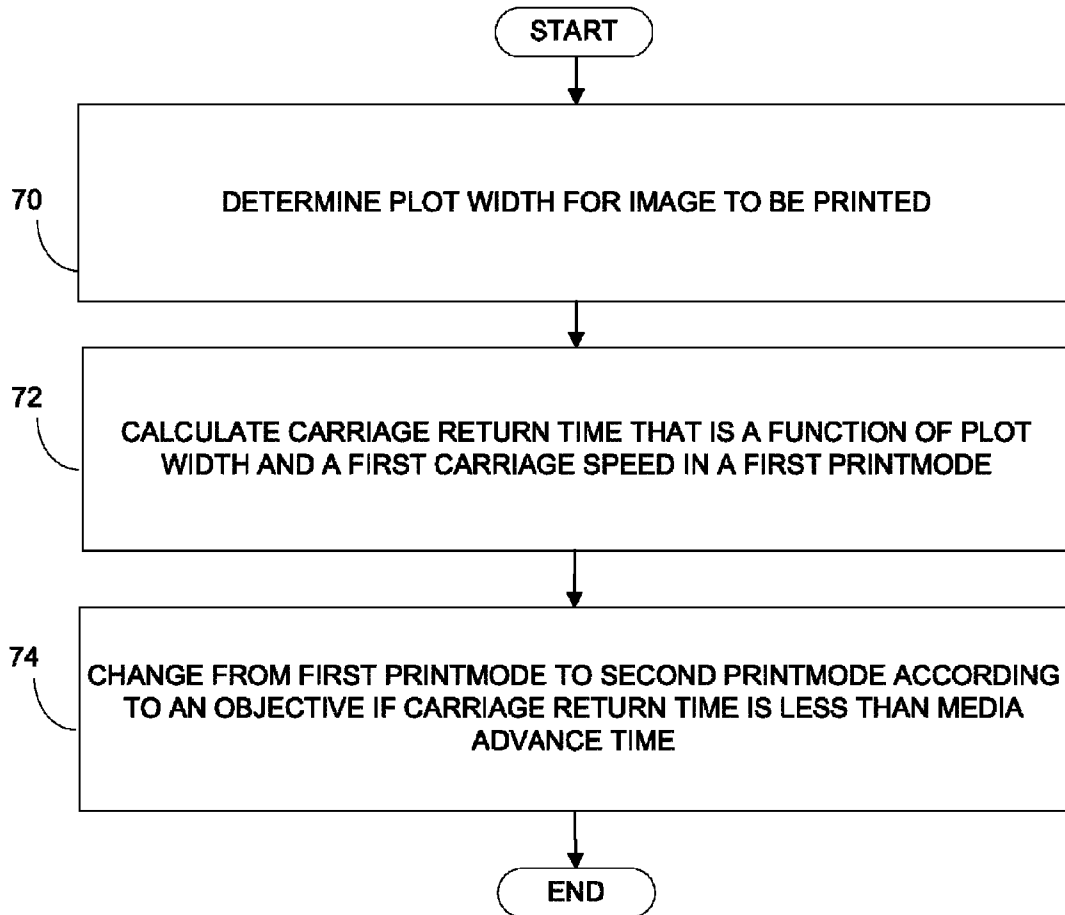 START
70
DETERMINE PLOT WIDTH FOR IMAGE TO BE PRINTED
72
CALCULATE CARRIAGE RETURN TIME THAT IS A FUNCTION OF PLOT
WIDTH AND A FIRST CARRIAGE SPEED IN A FIRST PRINTMODE
74
CHANGE FROM FIRST PRINTMODE TO SECOND PRINTMODE ACCORDING
TO AN OBJECTIVE IF CARRIAGE RETURN TIME IS LESS THAN MEDIA
ADVANCE TIME
END